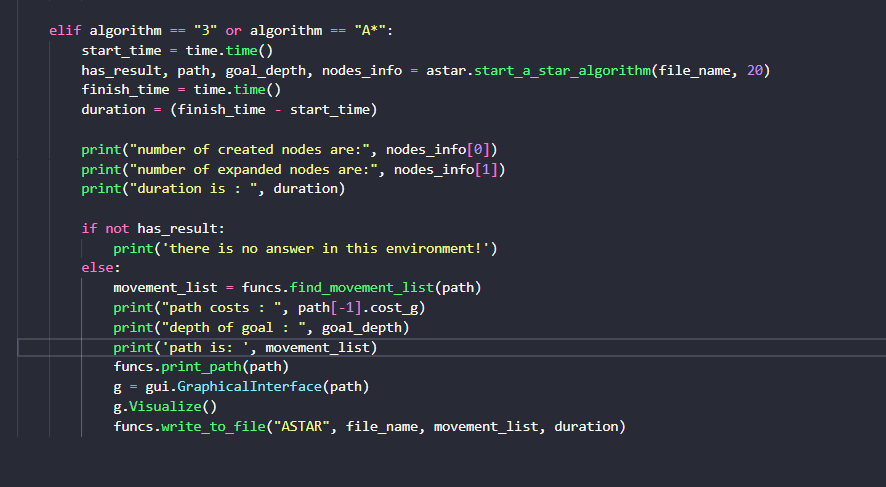 elif algorithm == "3" or algorithm == "A*":
start_time = time.time()
has_result, path, goal_depth, nodes_info = astar.start_a_star_algorithm(file_name, 20)
finish_time = time.time()
duration = (finish_time - start_time)
print("number of created nodes are:", nodes_info[0])
print("number of expanded nodes are:", nodes_info[1])
print("duration is : ", duration)
if not has_result:
print('there is no answer in this environment!')
else:
movement_list = funcs.find_movement_list(path)
print("path costs : ", path[-1].cost_g)
print("depth of goal : ", goal_depth)
print('path is: ', movement_list)
funcs.print_path(path)
g = gui.GraphicalInterface(path)
g.Visualize()
funcs.write_to_file("ASTAR", file_name, movement_list, duration)